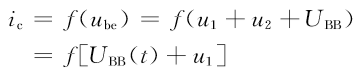 i_c = f(u_be) = f(u_1 + u_2 + U_BB)
= f[U_BB(t) + u_1]